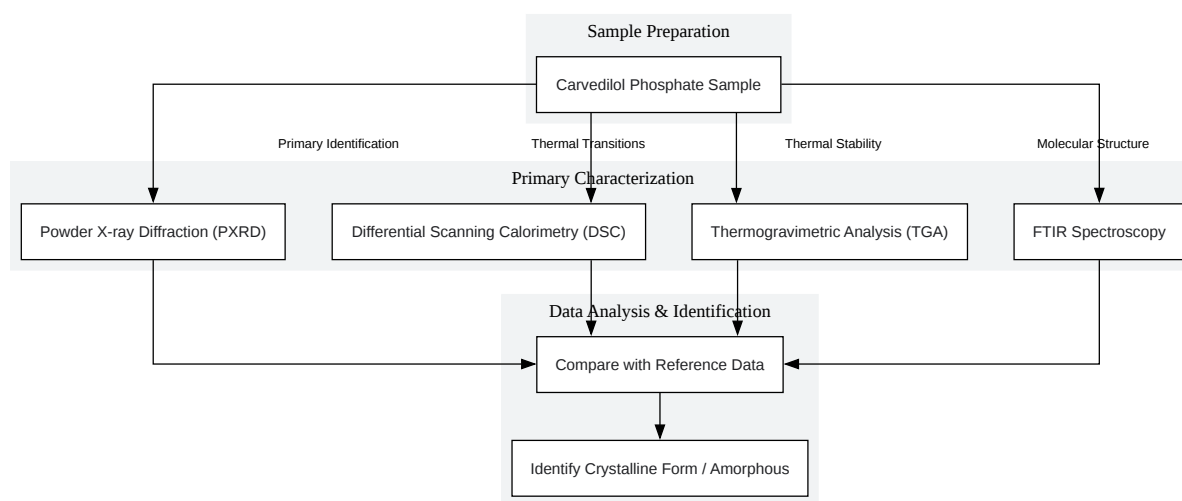 Sample Preparation
Carvedilol Phosphate Sample
Primary Identification
Thermal Transitions
Thermal Stability
Molecular Structure
Primary Characterization
Powder X-ray Diffraction (PXRD)
Differential Scanning Calorimetry (DSC)
Thermogravimetric Analysis (TGA)
FTIR Spectroscopy
Data Analysis & Identification
Compare with Reference Data
Identify Crystalline Form / Amorphous